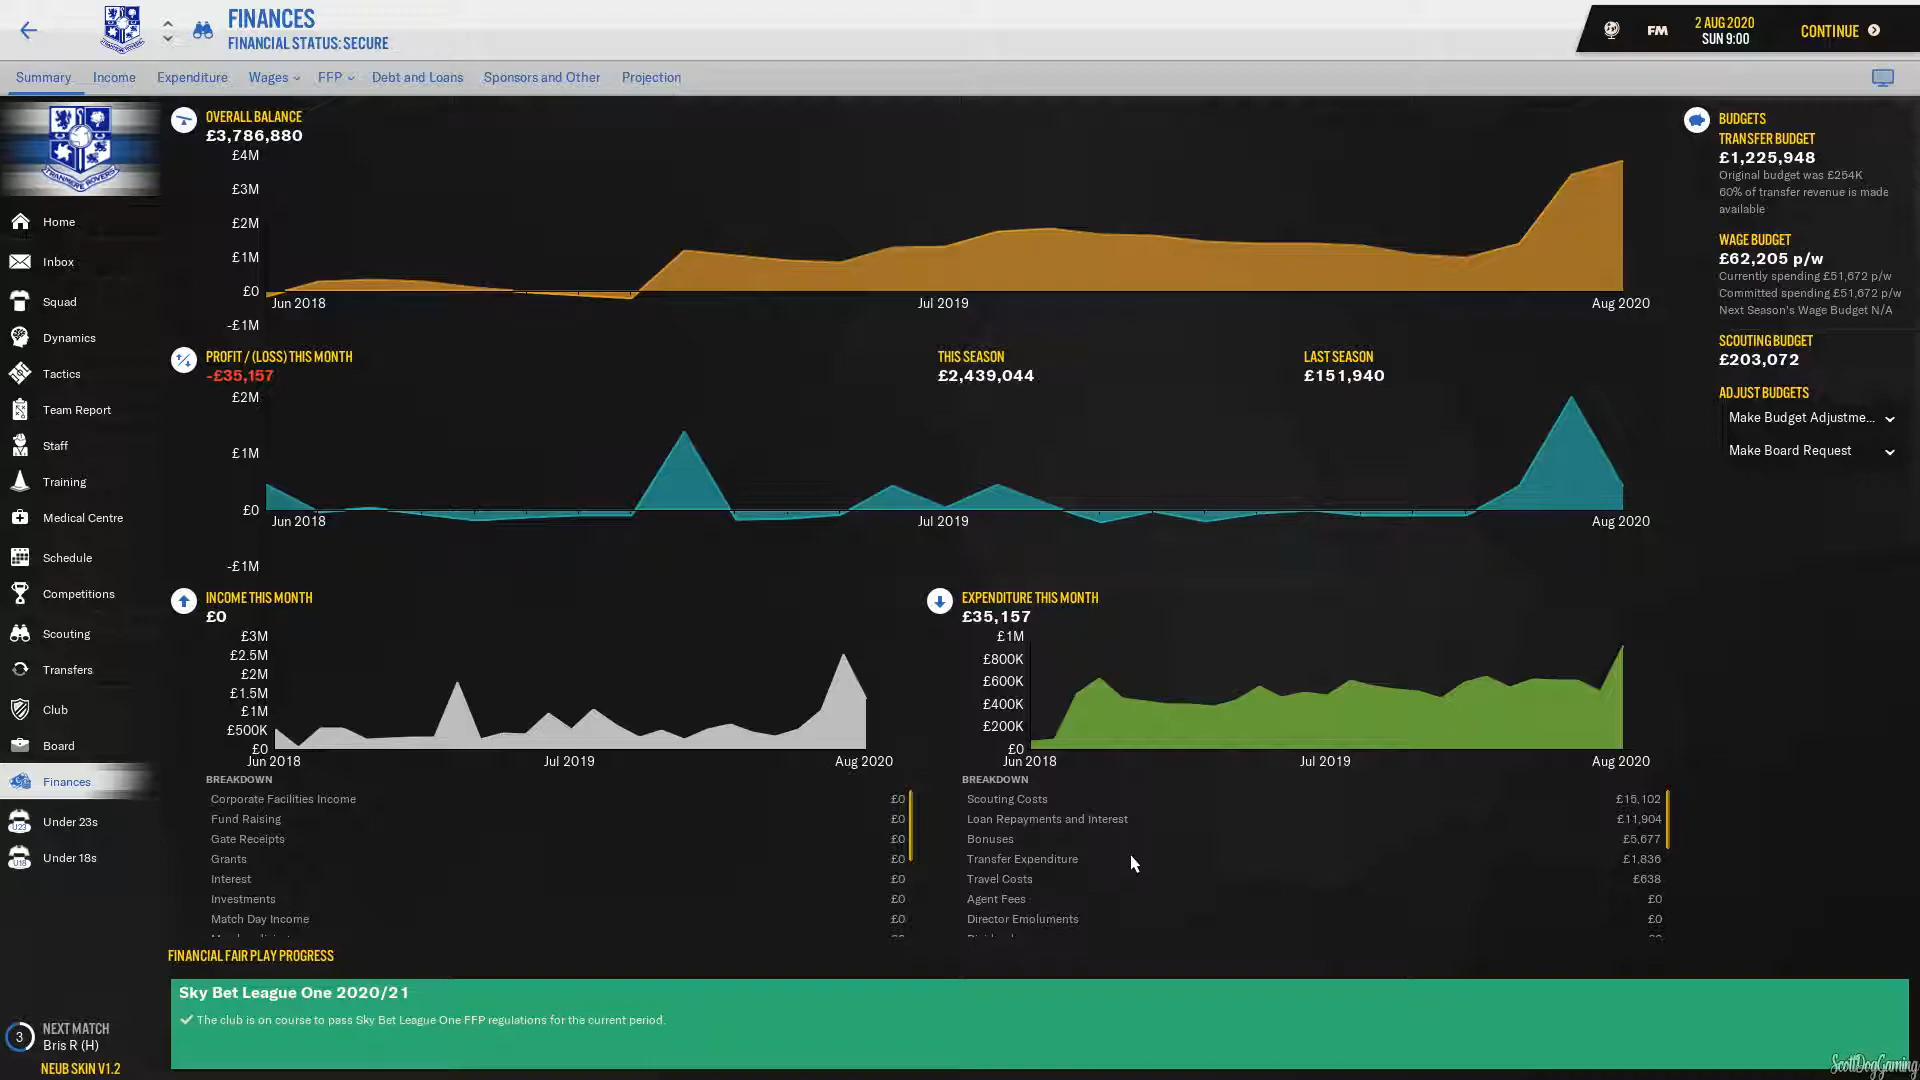 FINANCES
FINANCIAL STATUS: SECURE
FM
2 AUG 2020
SUN 9:00
CONTINUE
Summary Income Expenditure Wages FFP Debt and Loans Sponsors and Other Projection
TRANMERE ROVERS
Home
Inbox
Squad
Dynamics
Tactics
Team Report
Staff
Training
Medical Centre
Schedule
Competitions
Scouting
Transfers
Club
Board
Finances
U23 Under 23s
U18 Under 18s
3
NEXT MATCH
Bris R (H)
NEUB SKIN V1.2
OVERALL BALANCE
£3,786,880
£4M
£3M
£2M
£1M
£0
-£1M
Jun 2018 Jul 2019 Aug 2020
PROFIT / (LOSS) THIS MONTH
-£35,157
THIS SEASON
£2,439,044
LAST SEASON
£151,940
£2M
£1M
£0
-£1M
Jun 2018 Jul 2019 Aug 2020
INCOME THIS MONTH
£0
£3M
£2.5M
£2M
£1.5M
£1M
£500K
£0
Jun 2018 Jul 2019 Aug 2020
BREAKDOWN
Corporate Facilities Income £0
Fund Raising £0
Gate Receipts £0
Grants £0
Interest £0
Investments £0
Match Day Income £0
EXPENDITURE THIS MONTH
£35,157
£1M
£800K
£600K
£400K
£200K
£0
Jun 2018 Jul 2019 Aug 2020
BREAKDOWN
Scouting Costs £15,102
Loan Repayments and Interest £11,904
Bonuses £5,677
Transfer Expenditure £1,836
Travel Costs £638
Agent Fees £0
Director Emoluments £0
BUDGETS
TRANSFER BUDGET
£1,225,948
Original budget was £254K
60% of transfer revenue is made
available
WAGE BUDGET
£62,205 p/w
Currently spending £51,672 p/w
Committed spending £51,672 p/w
Next Season's Wage Budget N/A
SCOUTING BUDGET
£203,072
ADJUST BUDGETS
Make Budget Adjustme...
Make Board Request
FINANCIAL FAIR PLAY PROGRESS
Sky Bet League One 2020/21
The club is on course to pass Sky Bet League One FFP regulations for the current period.
ScottDogGaming